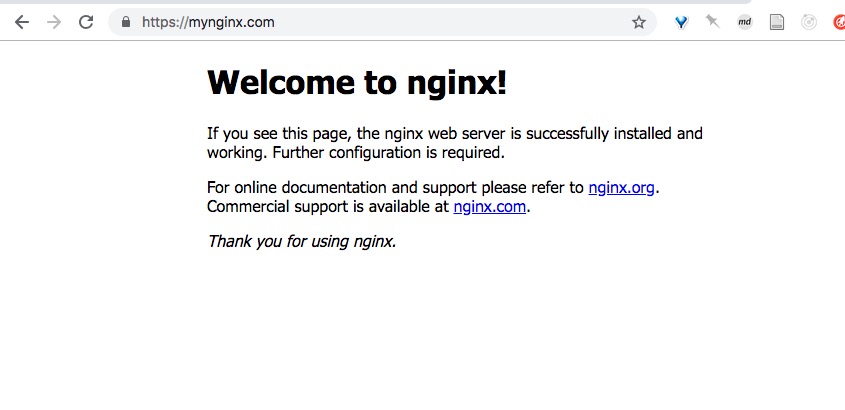 https://mynginx.com
md
Welcome to nginx!
If you see this page, the nginx web server is successfully installed and
working. Further configuration is required.
For online documentation and support please refer to nginx.org.
Commercial support is available at nginx.com.
Thank you for using nginx.